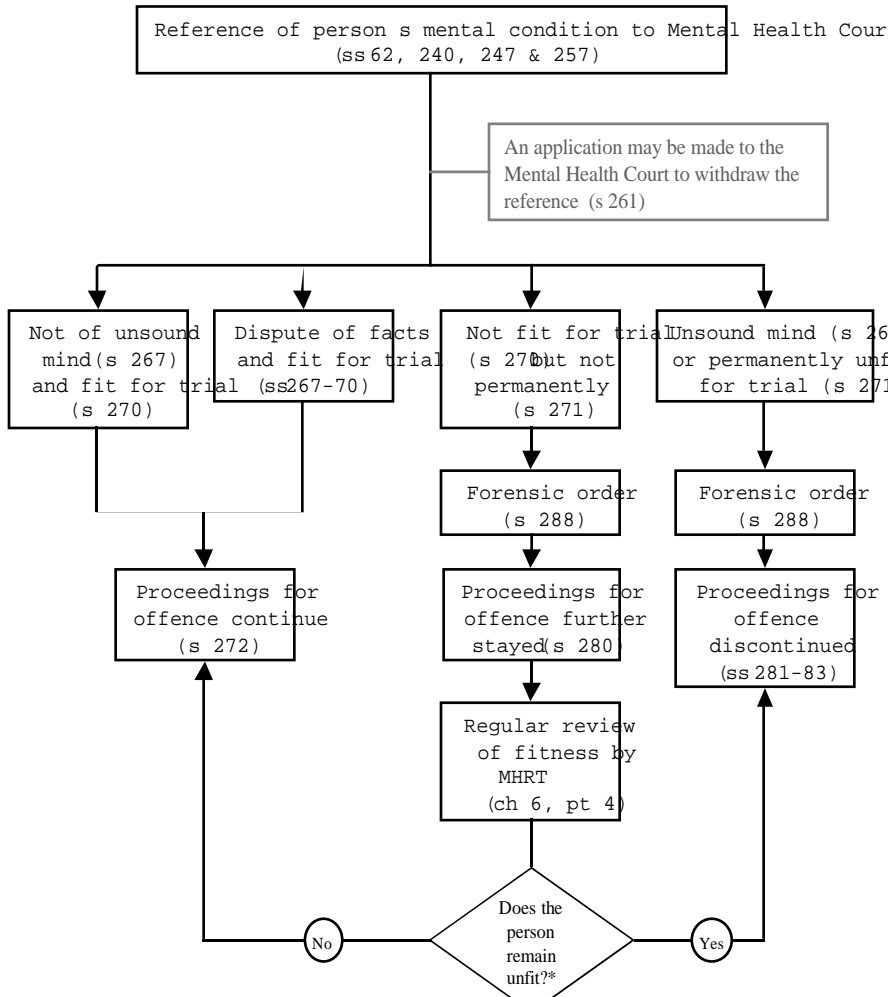 Reference of person s mental condition to Mental Health Cour
(ss 62, 240, 247 & 257)
An application may be made to the
Mental Health Court to withdraw the
reference (s 261)
Not of unsound
mind (s 267)
and fit for trial
(s 270)
Dispute of facts
and fit for trial
(ss 267-70)
Not fit for trial
(s 270) but not
permanently
(s 271)
Unsound mind (s 26
or permanently unf
for trial (s 271
Forensic order
(s 288)
Forensic order
(s 288)
Proceedings for
offence continue
(s 272)
Proceedings for
offence further
stayed (s 280)
Proceedings for
offence
discontinued
(ss 281-83)
Regular review
of fitness by
MHRT
(ch 6, pt 4)
Does the
person
remain
unfit?*
No
Yes